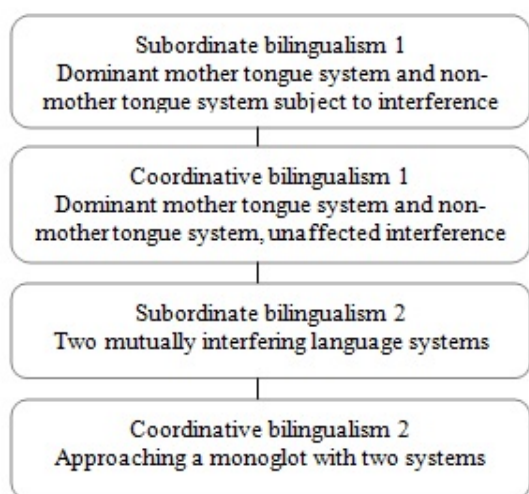 Subordinate bilingualism 1
Dominant mother tongue system and non-
mother tongue system subject to interference
Coordinative bilingualism 1
Dominant mother tongue system and non-
mother tongue system, unaffected interference
Subordinate bilingualism 2
Two mutually interfering language systems
Coordinative bilingualism 2
Approaching a monoglot with two systems